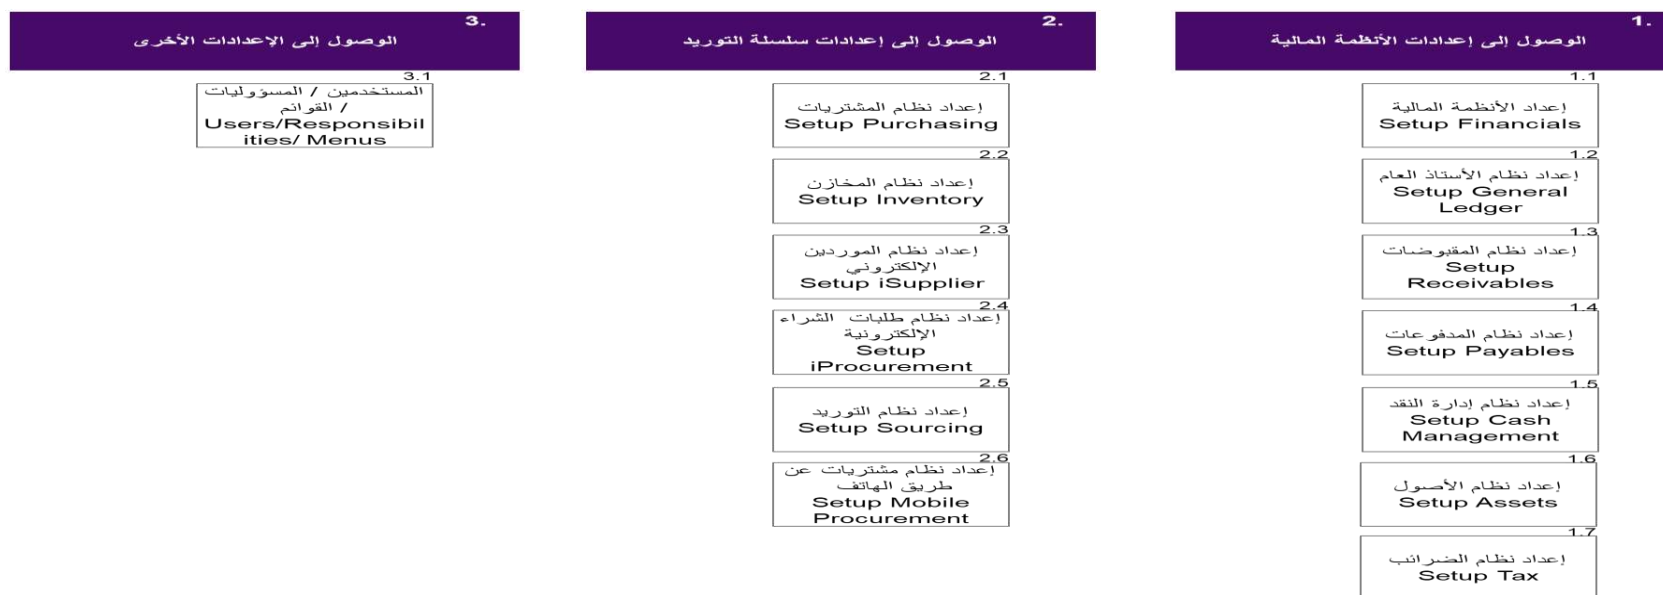 1.
الوصول إلى إعدادات الأنظمة المالية
1.1
إعداد الأنظمة المالية
Setup Financials
1.2
إعداد نظام الأستاذ العام
Setup General
Ledger
1.3
إعداد نظام المقبوضات
Setup
Receivables
1.4
إعداد نظام المدفوعات
Setup Payables
1.5
إعداد نظام إدارة النقد
Setup Cash
Management
1.6
إعداد نظام الأصول
Setup Assets
1.7
إعداد نظام الضرائب
Setup Tax
2.
الوصول إلى إعدادات سلسلة التوريد
2.1
إعداد نظام المشتريات
Setup Purchasing
2.2
إعداد نظام المخازن
Setup Inventory
2.3
إعداد نظام الموردين
الإلكتروني
Setup iSupplier
2.4
إعداد نظام طلبات الشراء
الإلكترونية
Setup
iProcurement
2.5
إعداد نظام التوريد
Setup Sourcing
2.6
إعداد نظام مشتريات عن
طريق الهاتف
Setup Mobile
Procurement
3.
الوصول إلى الإعدادات الأخرى
3.1
المستخدمين / المسؤوليات
/ القوائم
Users/Responsibil
ities/ Menus